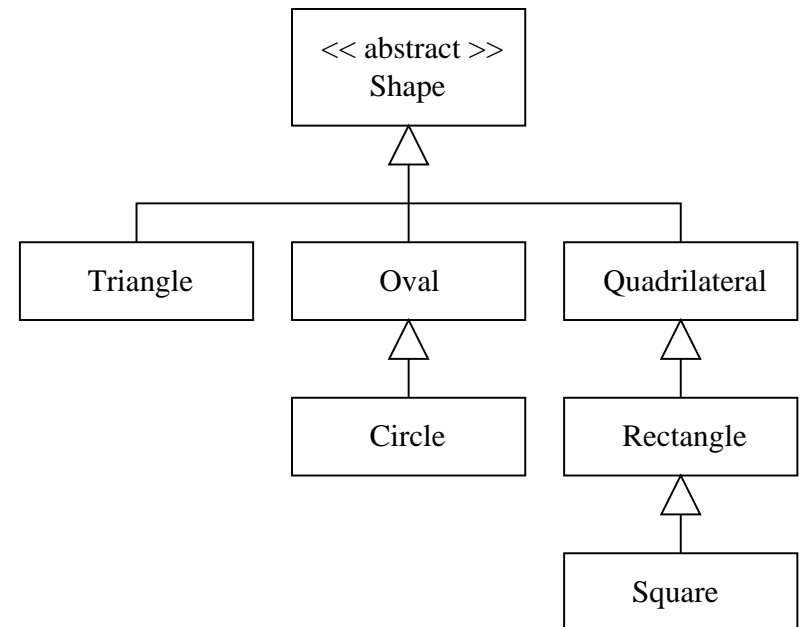 << abstract >>
Shape
Triangle
Oval
Quadrilateral
Circle
Rectangle
Square